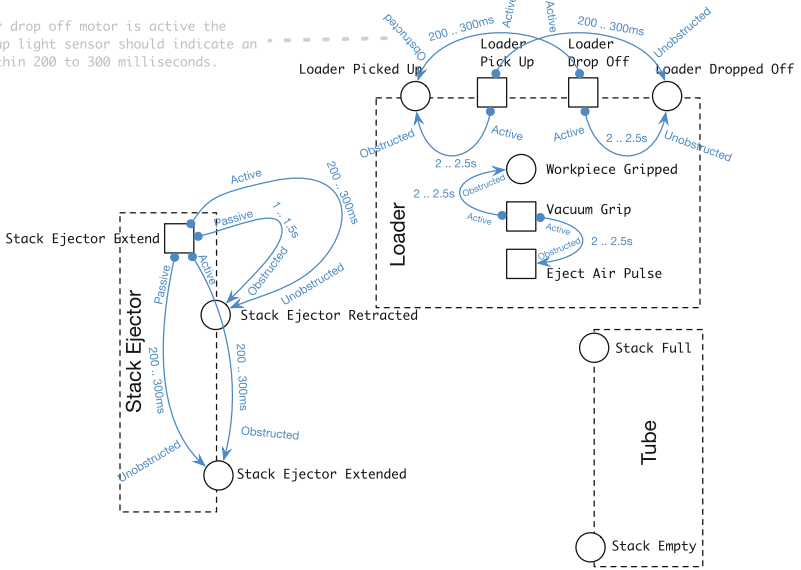 r drop off motor is active the
up light sensor should indicate an
thin 200 to 300 milliseconds.
Obstructed
200 .. 300ms
Active
Active
200 .. 300ms
Unobstructed
Loader Picked Up
Loader
Pick Up
Loader
Drop Off
Loader Dropped Off
Obstructed
Active
2 .. 2.5s
Active
2 .. 2.5s
Unobstructed
Workpiece Gripped
Obstructed
2 .. 2.5s
Active
Vacuum Grip
Active
Obstructed
2 .. 2.5s
Eject Air Pulse
Loader
Active
200 .. 300ms
Passive
1 .. 1.5s
Stack Ejector Extend
Obstructed
Unobstructed
Passive
Active
Stack Ejector Retracted
Stack Ejector
200 .. 300ms
200 .. 300ms
Obstructed
Unobstructed
Stack Ejector Extended
Stack Full
Tube
Stack Empty